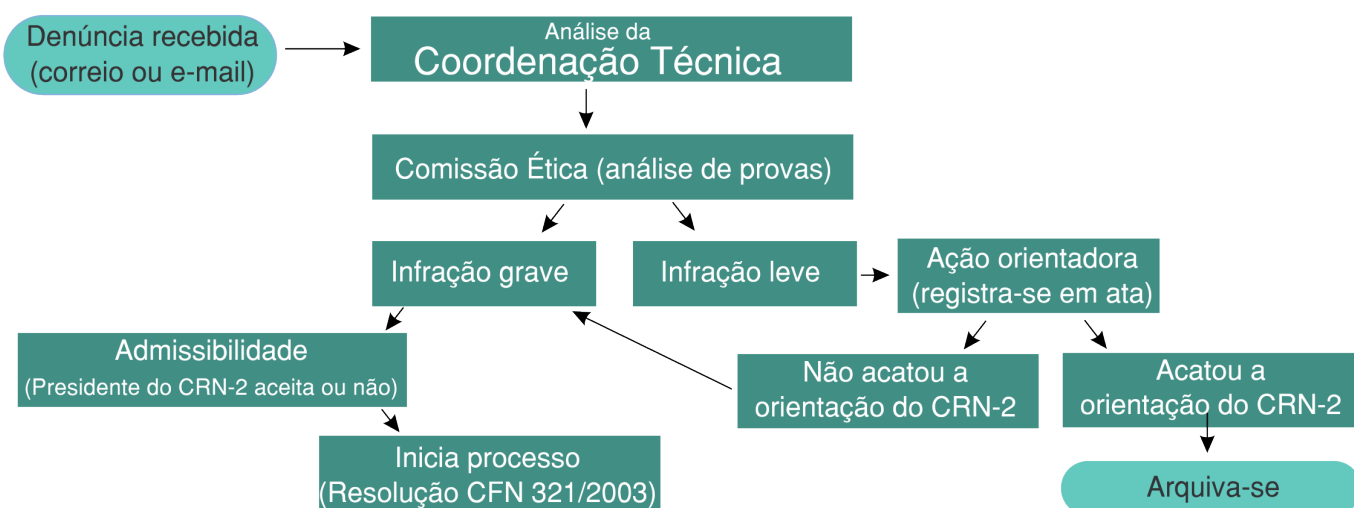 Denúncia recebida
(correio ou e-mail)
Análise da
Coordenação Técnica
Comissão Ética (análise de provas)
Infração grave
Infração leve
Ação orientadora
(registra-se em ata)
Admissibilidade
(Presidente do CRN-2 aceita ou não)
Não acatou a
orientação do CRN-2
Acatou a
orientação do CRN-2
Inicia processo
(Resolução CFN 321/2003)
Arquiva-se